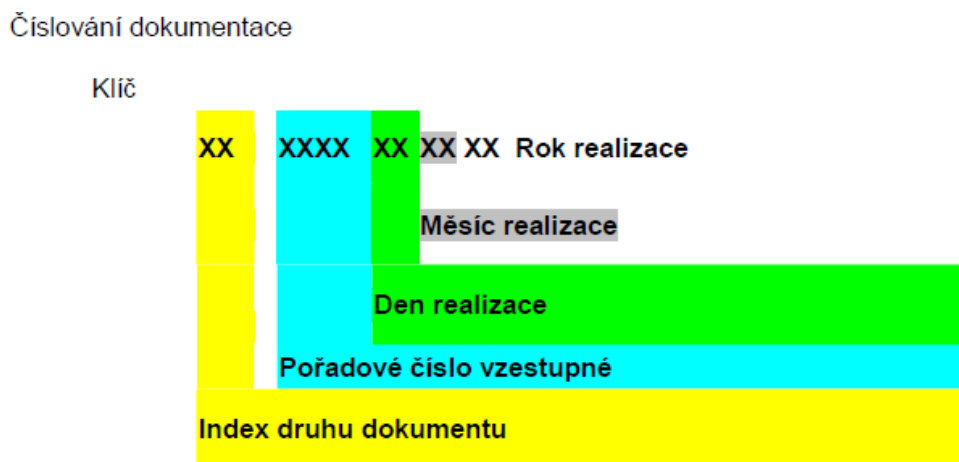 Číslování dokumentace
Klíč
XX XXXX XX XX XX Rok realizace
Měsíc realizace
Den realizace
Pořadové číslo vzestupné
Index druhu dokumentu